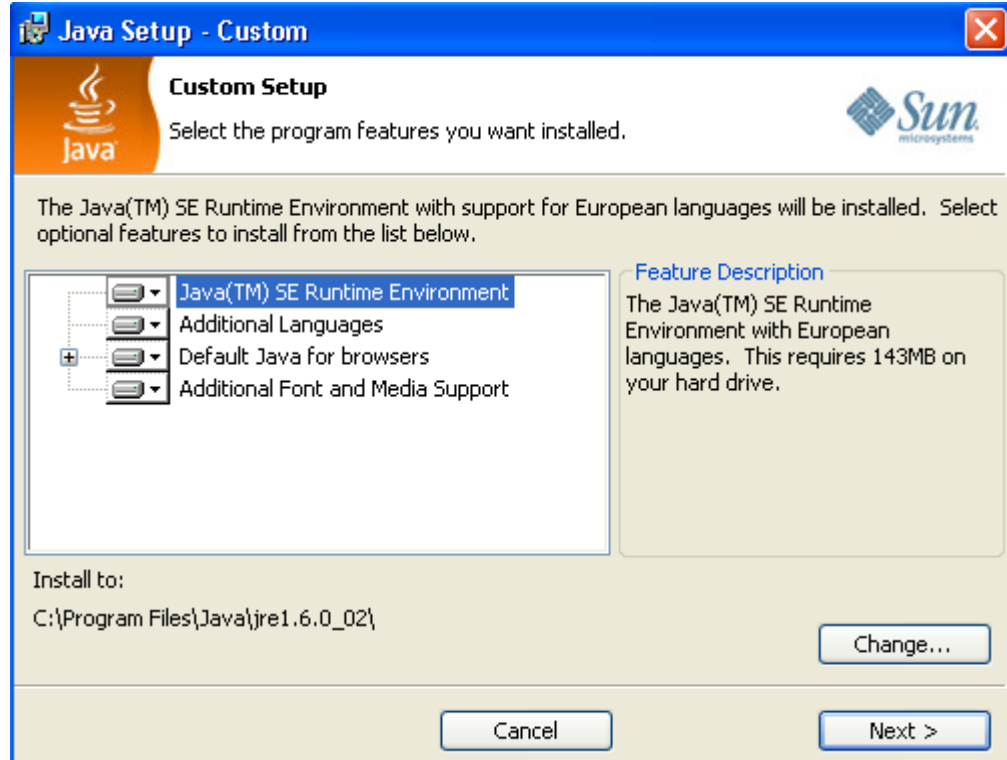 Java Setup - Custom
Java
Custom Setup
Select the program features you want installed.
Sun
microsystems
The Java(TM) SE Runtime Environment with support for European languages will be installed.  Select
optional features to install from the list below.
Java(TM) SE Runtime Environment
Additional Languages
Default Java for browsers
Additional Font and Media Support
Feature Description
The Java(TM) SE Runtime
Environment with European
languages.  This requires 143MB on
your hard drive.
Install to:
C:\Program Files\Java\jre1.6.0_02\
Change...
Cancel
Next >